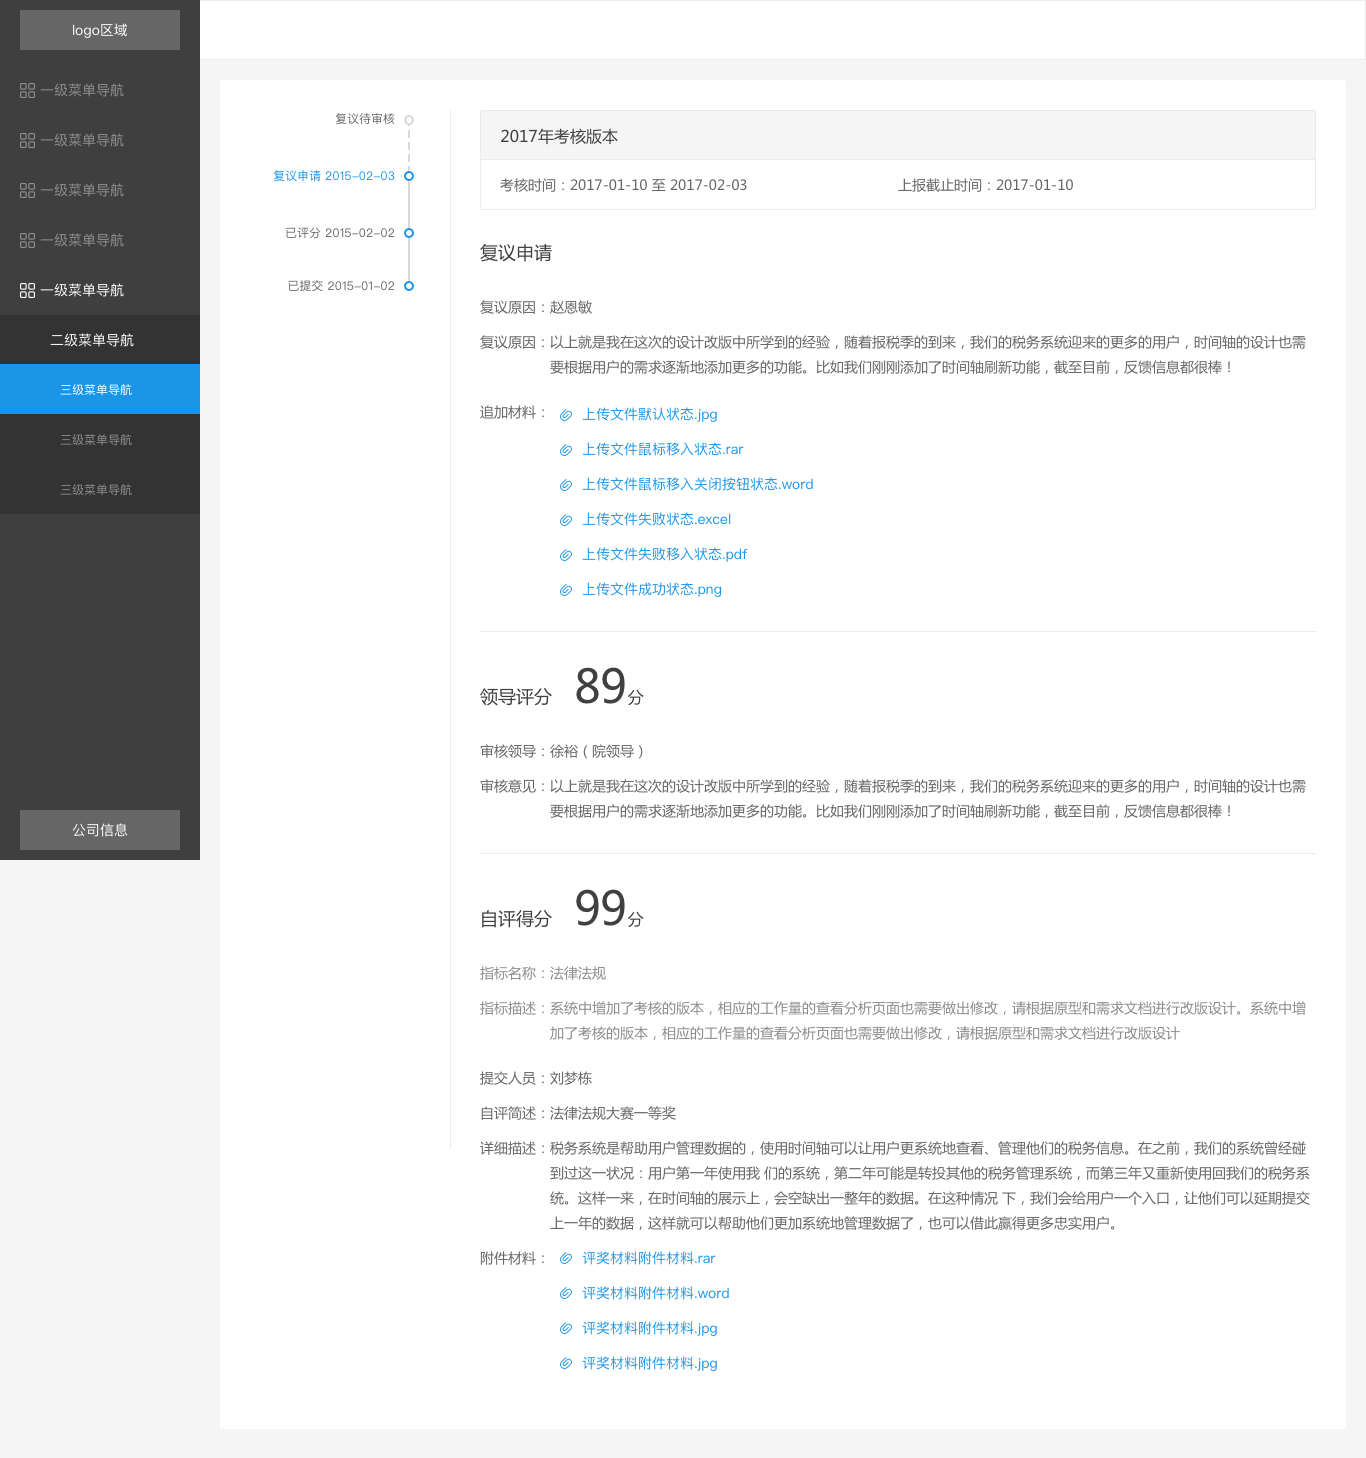 logo区域
一级菜单导航
一级菜单导航
一级菜单导航
一级菜单导航
一级菜单导航
二级菜单导航
三级菜单导航
三级菜单导航
三级菜单导航
公司信息
复议待审核
复议申请 2015-02-03
已评分 2015-02-02
已提交 2015-01-02
2017年考核版本
考核时间：2017-01-10 至 2017-02-03
上报截止时间：2017-01-10
复议申请
复议原因：赵恩敏
复议原因：以上就是我在这次的设计改版中所学到的经验，随着报税季的到来，我们的税务系统迎来的更多的用户，时间轴的设计也需
要根据用户的需求逐渐地添加更多的功能。比如我们刚刚添加了时间轴刷新功能，截至目前，反馈信息都很棒！
追加材料：
上传文件默认状态.jpg
上传文件鼠标移入状态.rar
上传文件鼠标移入关闭按钮状态.word
上传文件失败状态.excel
上传文件失败移入状态.pdf
上传文件成功状态.png
领导评分 89分
审核领导：徐裕（院领导）
审核意见：以上就是我在这次的设计改版中所学到的经验，随着报税季的到来，我们的税务系统迎来的更多的用户，时间轴的设计也需
要根据用户的需求逐渐地添加更多的功能。比如我们刚刚添加了时间轴刷新功能，截至目前，反馈信息都很棒！
自评得分 99分
指标名称：法律法规
指标描述：系统中增加了考核的版本，相应的工作量的查看分析页面也需要做出修改，请根据原型和需求文档进行改版设计。系统中增
加了考核的版本，相应的工作量的查看分析页面也需要做出修改，请根据原型和需求文档进行改版设计
提交人员：刘梦栋
自评简述：法律法规大赛一等奖
详细描述：税务系统是帮助用户管理数据的，使用时间轴可以让用户更系统地查看、管理他们的税务信息。在之前，我们的系统曾经碰
到过这一状况：用户第一年使用我 们的系统，第二年可能是转投其他的税务管理系统，而第三年又重新使用回我们的税务系
统。这样一来，在时间轴的展示上，会空缺出一整年的数据。在这种情况 下，我们会给用户一个入口，让他们可以延期提交
上一年的数据，这样就可以帮助他们更加系统地管理数据了，也可以借此赢得更多忠实用户。
附件材料：
评奖材料附件材料.rar
评奖材料附件材料.word
评奖材料附件材料.jpg
评奖材料附件材料.jpg